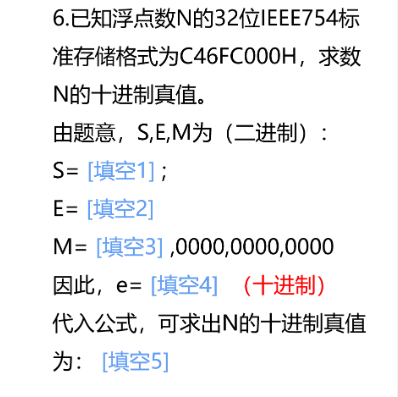 6.已知浮点数N的32位IEEE754标
准存储格式为C46FC000H，求数
N的十进制真值。
由题意，S,E,M为（二进制）：
S= [填空1] ;
E= [填空2]
M= [填空3] ,0000,0000,0000
因此，e= [填空4] （十进制）
代入公式，可求出N的十进制真值
为： [填空5]